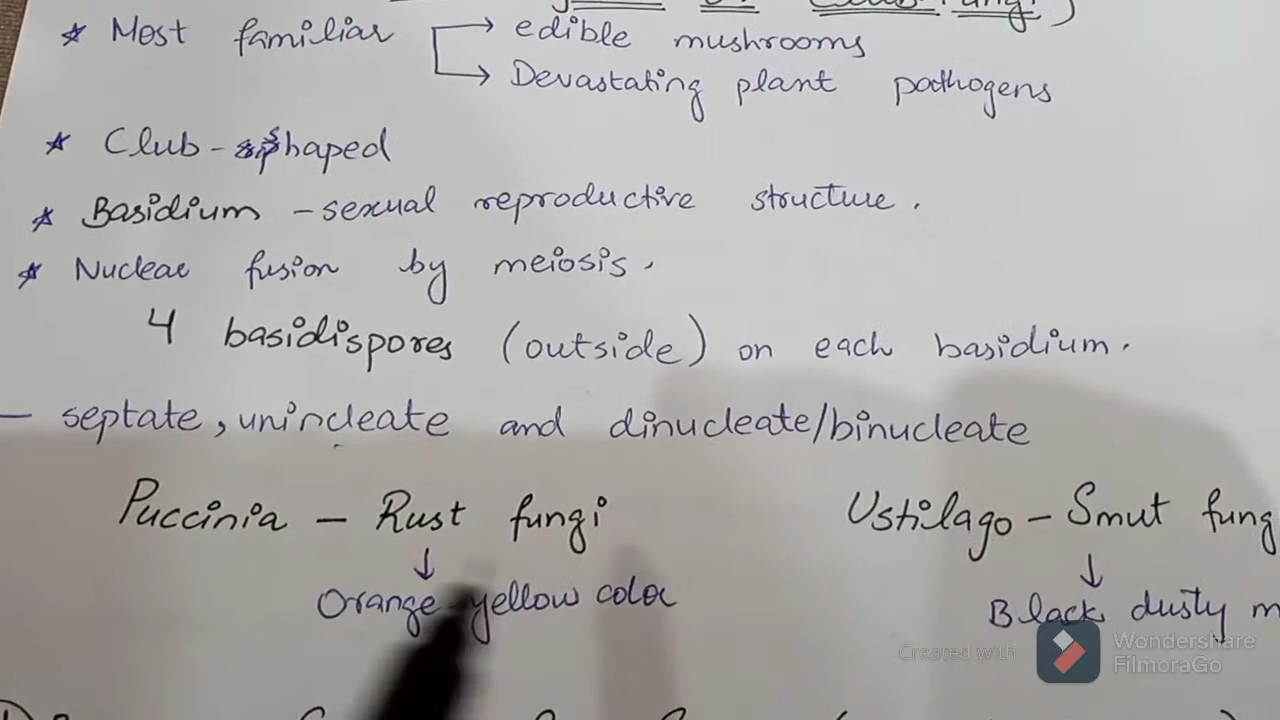 Club fungi)
* Most familiar → edible mushrooms
→ Devastating plant pathogens
* Club - shaped
* Basidium - sexual reproductive structure.
* Nuclear fusion by meiosis.
4 basidispores (outside) on each basidium.
- septate, unincleate and dinucleate/binucleate
Puccinia - Rust fungi
↓
Orange-yellow color
Ustilago - Smut fung
↓
Black dusty m
Created with
Wondershare
FilmoraGo